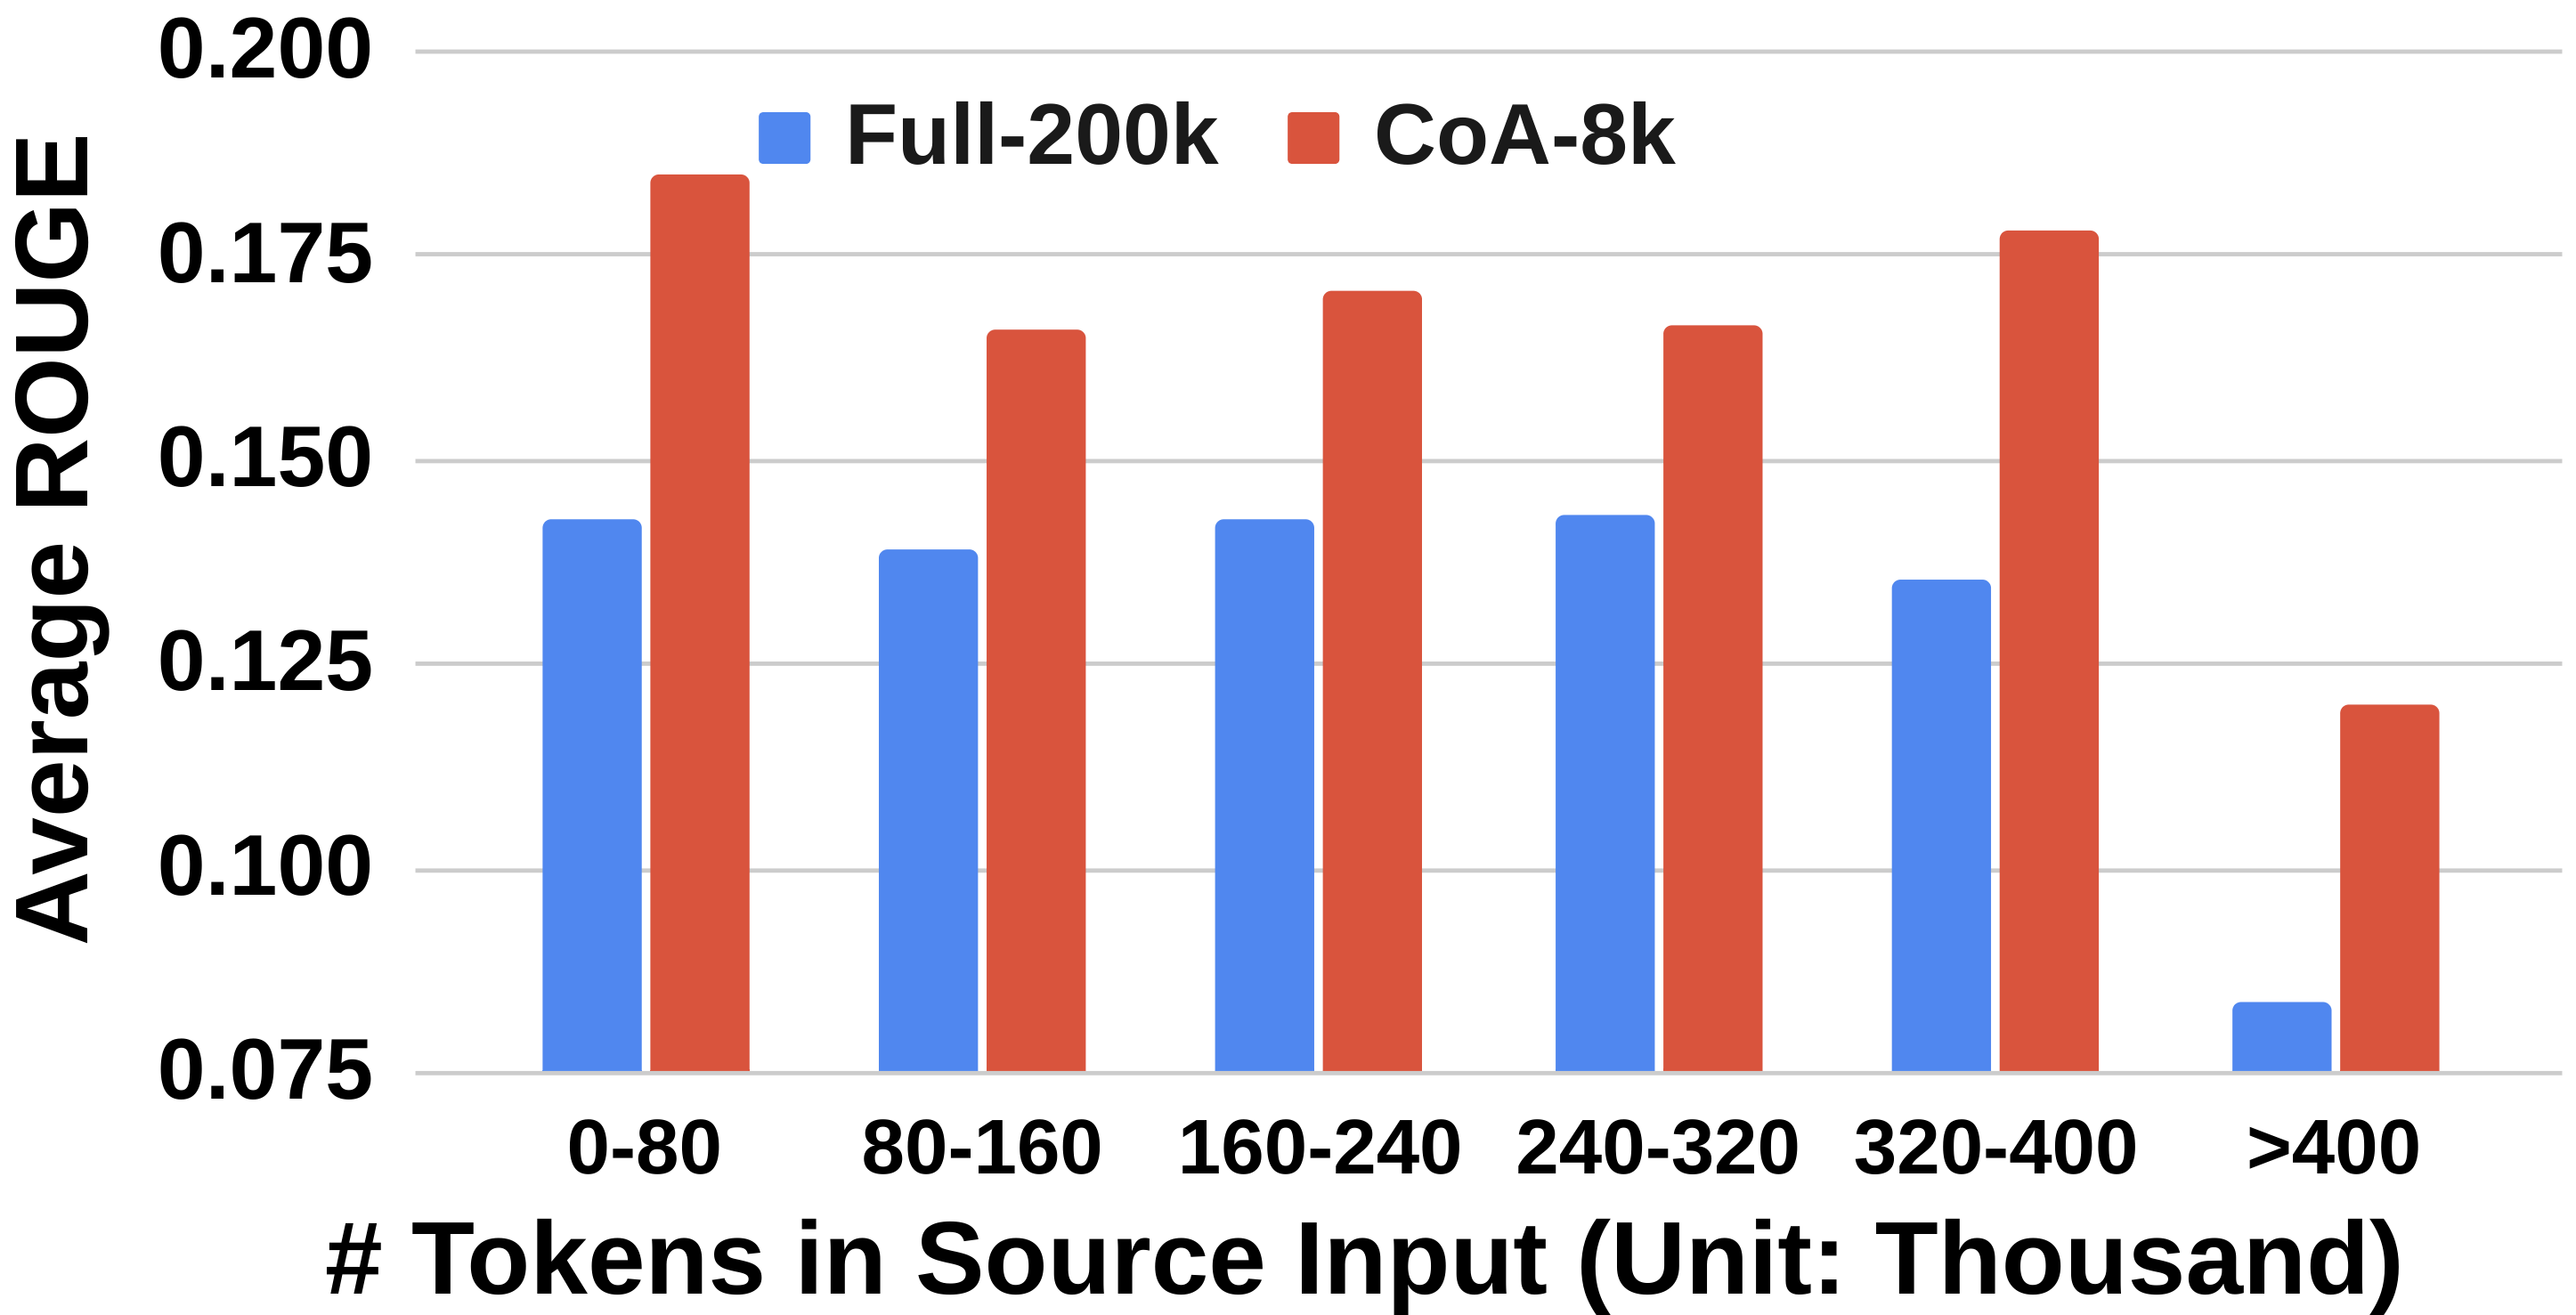 0.200
Full-200k CoA-8k
0.175
0.150
0.125
0.100
0.075
Average ROUGE
0-80 80-160 160-240 240-320 320-400 >400
# Tokens in Source Input (Unit: Thousand)